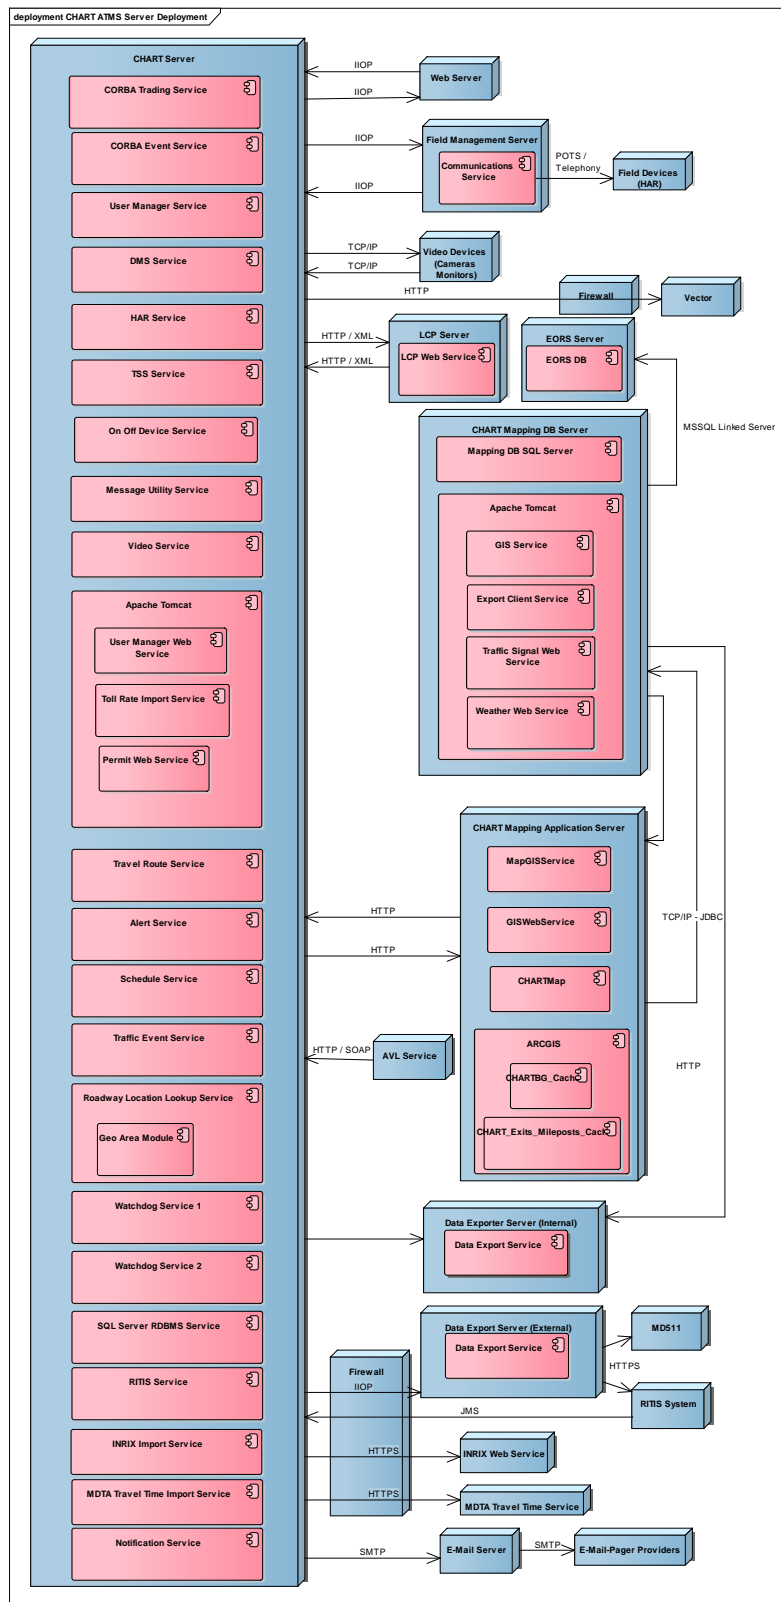 deployment CHART ATMS Server Deployment
CHART Server
CORBA Trading Service
CORBA Event Service
User Manager Service
DMS Service
HAR Service
TSS Service
On Off Device Service
Message Utility Service
Video Service
Apache Tomcat
User Manager Web
Service
Toll Rate Import Service
Permit Web Service
Travel Route Service
Alert Service
Schedule Service
Traffic Event Service
Roadway Location Lookup Service
Geo Area Module
Watchdog Service 1
Watchdog Service 2
SQL Server RDBMS Service
RITIS Service
INRIX Import Service
MDTA Travel Time Import Service
Notification Service
IIOP
IIOP
Web Server
IIOP
IIOP
Field Management Server
Communications
Service
POTS /
Telephony
Field Devices
(HAR)
TCP/IP
TCP/IP
Video Devices
(Cameras
Monitors)
HTTP
Firewall
Vector
HTTP / XML
HTTP / XML
LCP Server
LCP Web Service
EORS Server
EORS DB
MSSQL Linked Server
CHART Mapping DB Server
Mapping DB SQL Server
Apache Tomcat
GIS Service
Export Client Service
Traffic Signal Web
Service
Weather Web Service
CHART Mapping Application Server
MapGISService
GISWebService
CHARTMap
ARCGIS
CHARTBG_Cache
CHART_Exits_Mileposts_Cach
HTTP
HTTP
TCP/IP - JDBC
HTTP
HTTP / SOAP
AVL Service
Data Exporter Server (Internal)
Data Export Service
Data Export Server (External)
Data Export Service
MD511
HTTPS
RITIS System
Firewall
IIOP
JMS
HTTPS
INRIX Web Service
HTTPS
MDTA Travel Time Service
SMTP
E-Mail Server
SMTP
E-Mail-Pager Providers